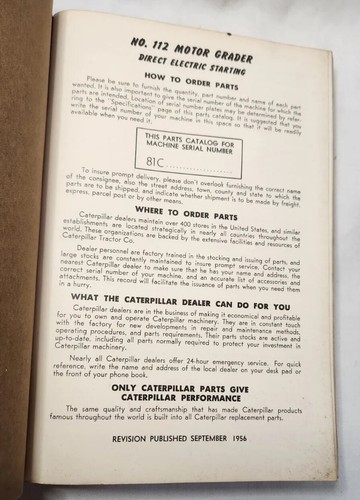 NO. 112 MOTOR GRADER
DIRECT ELECTRIC STARTING
HOW TO ORDER PARTS
Please be sure to furnish the quantity, part number and name of each part
wanted. It is also important to give the serial number of the machine for which the
parts are intended. Location of serial number plates may be determined by refer-
ring to the "Specifications" page of this parts catalog. It is suggested that you
write the serial number of your machine in this space so that it will be readily
available when you need it.
THIS PARTS CATALOG FOR
MACHINE SERIAL NUMBER
81C....................
To insure prompt delivery, please don't overlook furnishing the correct name
of the consignee, also the street address, town, county and state to which the
parts are to be shipped, and indicate whether shipment is to be made by freight,
express, parcel post or by other means.
WHERE TO ORDER PARTS
Caterpillar dealers maintain over 400 stores in the United States, and similar
establishments are located strategically in nearly all countries throughout the
world. These organizations are backed by the extensive facilities and resources of
Caterpillar Tractor Co.
Dealer personnel are factory trained in the stocking and issuing of parts, and
large stocks are constantly maintained to insure prompt service. Contact your
nearest Caterpillar dealer to make sure that he has your name and address, the
correct serial number of your machine, and an accurate list of accessories and
attachments. This record will facilitate the issuance of parts when you need them
in a hurry.
WHAT THE CATERPILLAR DEALER CAN DO FOR YOU
Caterpillar dealers are in the business of making it economical and profitable
for you to own and operate Caterpillar machinery. They are in constant touch
with the factory for new developments in repair and maintenance methods,
operating procedures, and parts requirements. Their parts stocks are active and
up-to-date, including all parts normally required to protect your investment in
Caterpillar machinery.
Nearly all Caterpillar dealers offer 24-hour emergency service. For quick
reference, write the name and address of the local dealer on your desk pad or
the front of your phone book.
ONLY CATERPILLAR PARTS GIVE
CATERPILLAR PERFORMANCE
The same quality and craftsmanship that has made Caterpillar products
famous throughout the world is built into all Caterpillar replacement parts.
REVISION PUBLISHED SEPTEMBER 1956